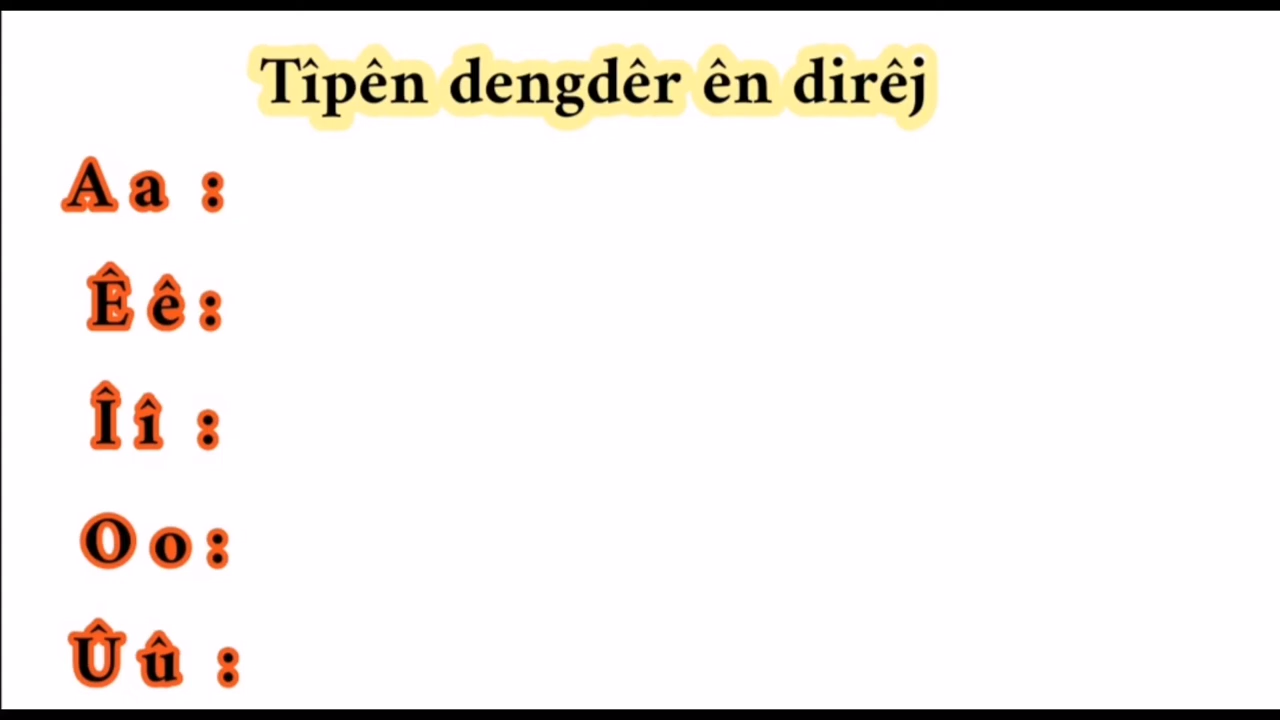 Tîpên dengdêr ên dirêj
A a :
Ê ê :
Î î :
O o :
Û û :